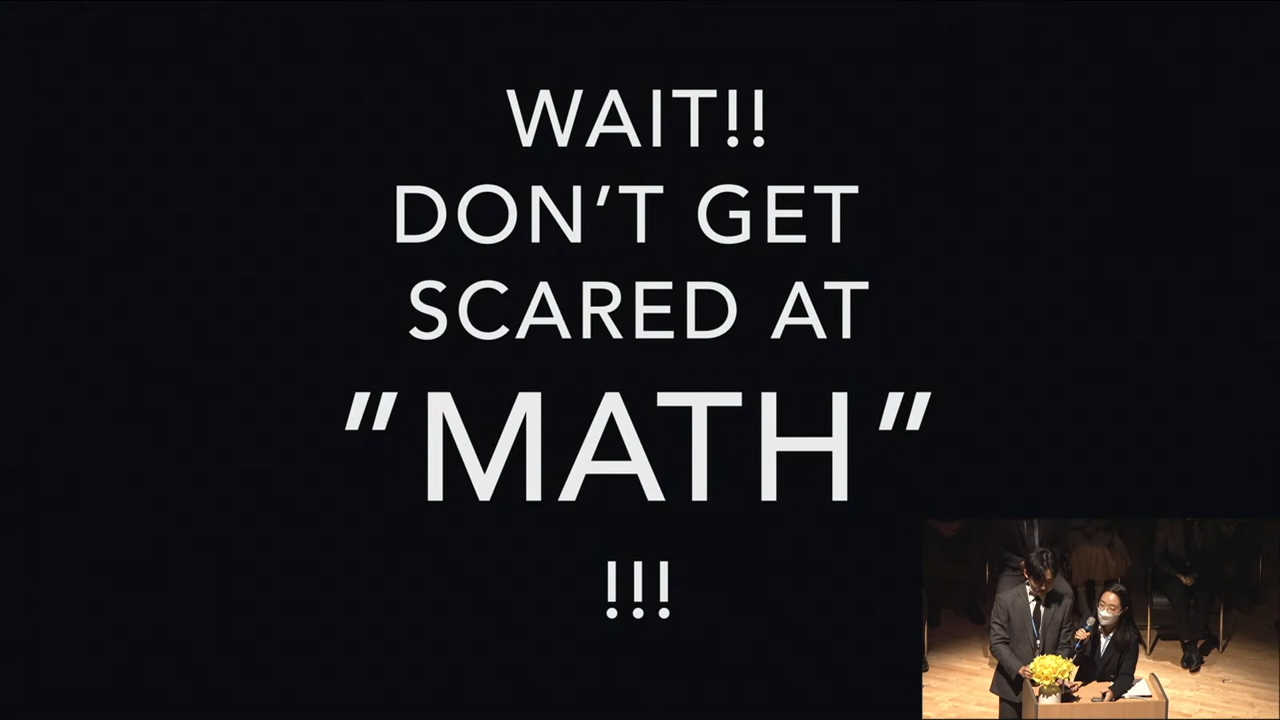 WAIT!!
DON’T GET
SCARED AT
”MATH”
!!!